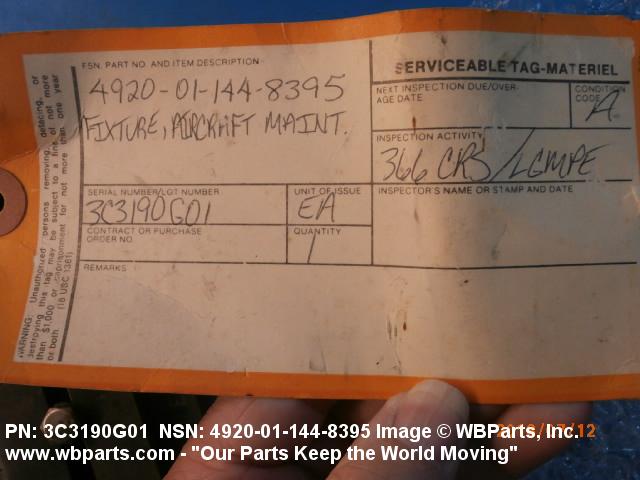 FSN, PART NO. AND ITEM DESCRIPTION
4920-01-144-8395
FIXTURE, AIRCRAFT MAINT.
SERVICEABLE TAG-MATERIEL
NEXT INSPECTION DUE/OVER-
AGE DATE
CONDITION
CODE
A
INSPECTION ACTIVITY
366 CRS/LGMPE
SERIAL NUMBER/LOT NUMBER
3C3190G01
UNIT OF ISSUE
EA
INSPECTOR'S NAME OR STAMP AND DATE
CONTRACT OR PURCHASE
ORDER NO.
QUANTITY
1
REMARKS
WARNING: Unauthorized persons removing, defacing, or
destroying this tag may be subject to a fine of not more
than $1,000 or imprisonment for not more than one year
or both. (18 USC 1361)
PN: 3C3190G01 NSN: 4920-01-144-8395 Image © WBParts, Inc.
www.wbparts.com - "Our Parts Keep the World Moving"